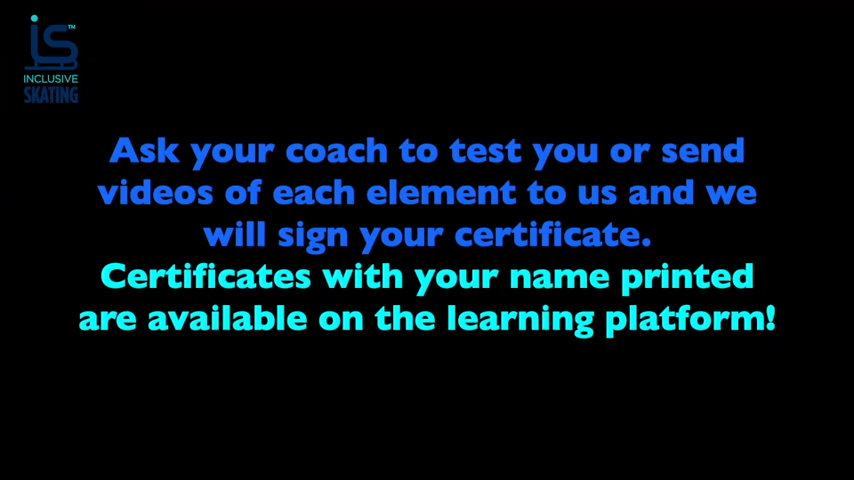 is™
INCLUSIVE
SKATING
Ask your coach to test you or send
videos of each element to us and we
will sign your certificate.
Certificates with your name printed
are available on the learning platform!